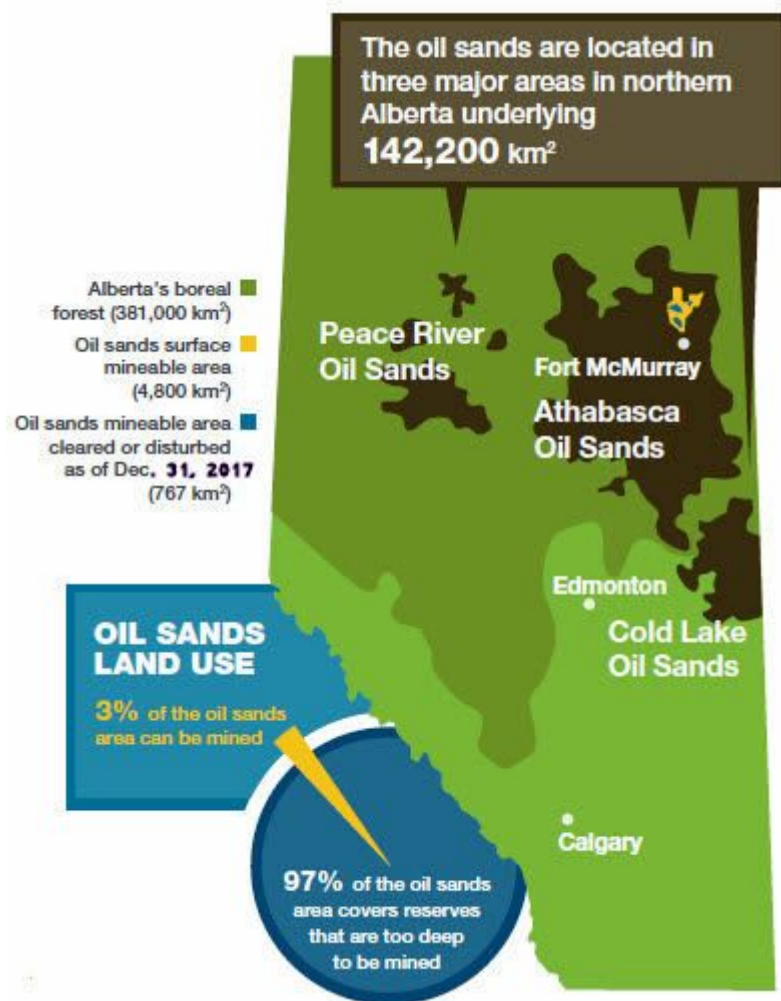 The oil sands are located in
three major areas in northern
Alberta underlying
142,200 km²
Alberta's boreal
forest (381,000 km²)
Oil sands surface
mineable area
(4,800 km²)
Oil sands mineable area
cleared or disturbed
as of Dec. 31, 2017
(767 km²)
Peace River
Oil Sands
Fort McMurray
Athabasca
Oil Sands
Edmonton
Cold Lake
Oil Sands
Calgary
OIL SANDS
LAND USE
3% of the oil sands
area can be mined
97% of the oil sands
area covers reserves
that are too deep
to be mined